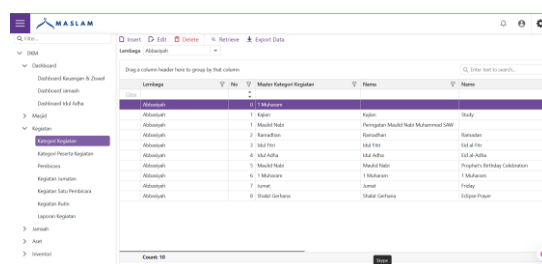 MASLAM
Filter...
Insert Edit Delete Retrieve Export Data
Lembaga Abbasiyah
DKM
Dashboard
Dashboard Keuangan & Ziswaf
Dashboard Jamaah
Dashboard Idul Adha
Masjid
Kegiatan
Kategori Kegiatan
Kategori Peserta Kegiatan
Pembicara
Kegiatan Jumatan
Kegiatan Satu Pembicara
Kegiatan Rutin
Laporan Kegiatan
Jamaah
Aset
Inventori
Drag a column header here to group by that column
Enter text to search...
Lembaga No Master Kategori Kegiatan Nama Name
Clear
Abbasiyah 0 1 Muharam
Abbasiyah 1 Kajian Kajian Study
Abbasiyah 1 Maulid Nabi Peringatan Maulid Nabi Muhammad SAW
Abbasiyah 2 Ramadhan Ramadhan Ramadan
Abbasiyah 3 Idul Fitri Idul Fitri Eid al-Fitr
Abbasiyah 4 Idul Adha Idul Adha Eid al-Adha
Abbasiyah 5 Maulid Nabi Maulid Nabi Prophet's Birthday Celebration
Abbasiyah 6 1 Muharam 1 Muharam 1 Muharam
Abbasiyah 7 Jumat Jumat Friday
Abbasiyah 8 Shalat Gerhana Shalat Gerhana Eclipse Prayer
Count: 10
Skype